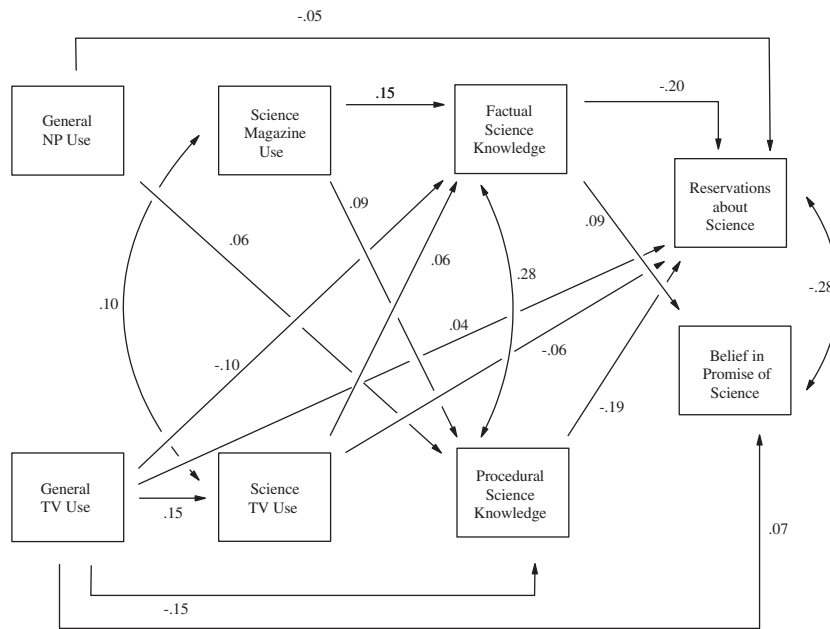 -.05
General
NP Use
Science
Magazine
Use
.15
Factual
Science
Knowledge
-.20
Reservations
about
Science
.09
.09
.06
.06
.28
.10
-.28
.04
-.06
-.10
Belief in
Promise of
Science
-.19
General
TV Use
.15
Science
TV Use
Procedural
Science
Knowledge
.07
-.15